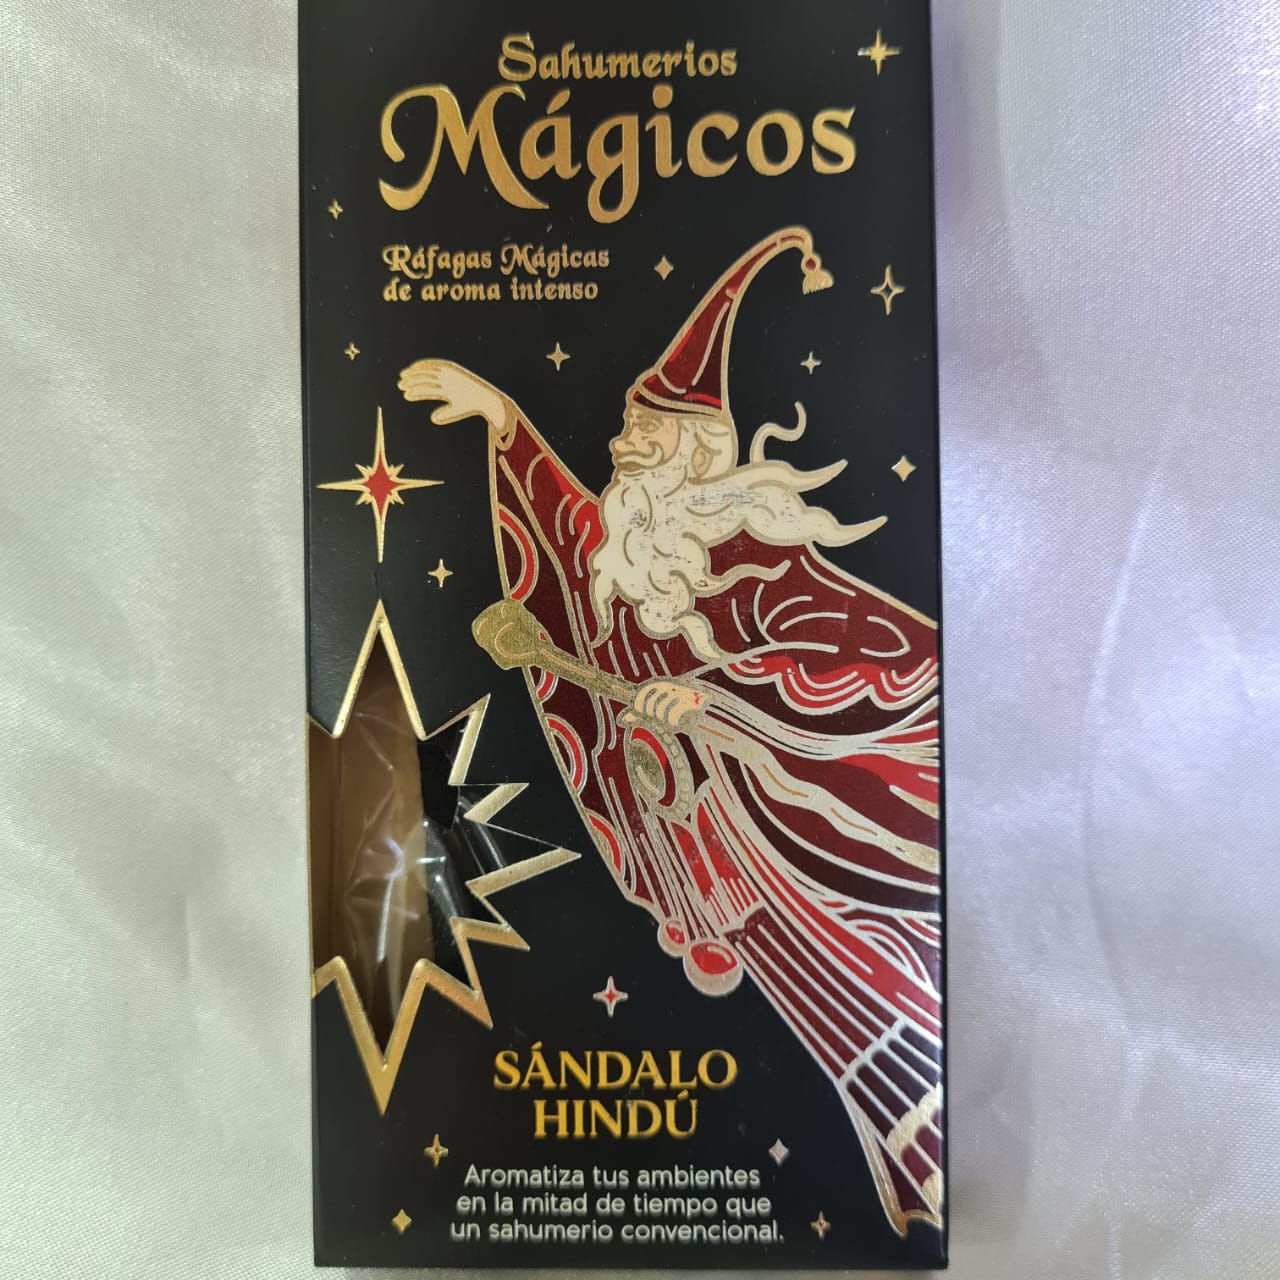 Sahumerios
Mágicos
Ráfagas Mágicas
de aroma intenso
SÁNDALO
HINDÚ
Aromatiza tus ambientes
en la mitad de tiempo que
un sahumerio convencional.